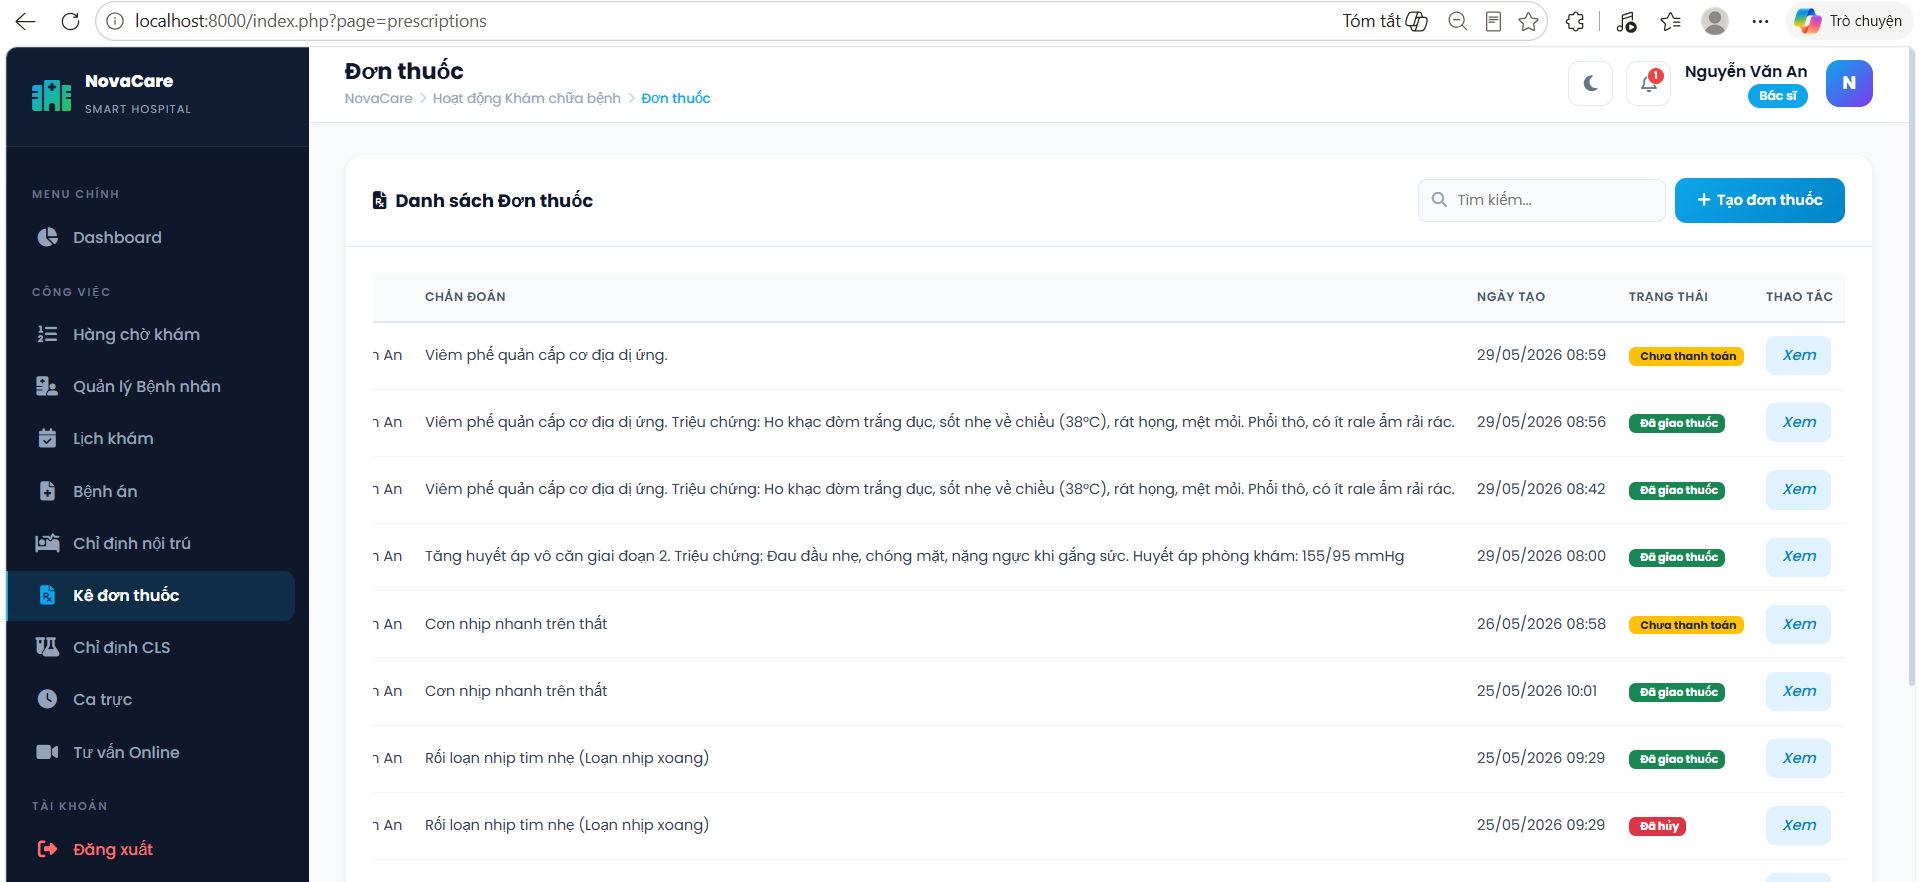 localhost:8000/index.php?page=prescriptions
Tóm tắt
Trò chuyện
NovaCare
SMART HOSPITAL
MENU CHÍNH
Dashboard
CÔNG VIỆC
Hàng chờ khám
Quản lý Bệnh nhân
Lịch khám
Bệnh án
Chỉ định nội trú
Kê đơn thuốc
Chỉ định CLS
Ca trực
Tư vấn Online
TÀI KHOẢN
Đăng xuất
Đơn thuốc
NovaCare > Hoạt động Khám chữa bệnh > Đơn thuốc
1
Nguyễn Văn An
Bác sĩ
N
Danh sách Đơn thuốc
Tìm kiếm...
+ Tạo đơn thuốc
CHẨN ĐOÁN NGÀY TẠO TRẠNG THÁI THAO TÁC
n An Viêm phế quản cấp cơ địa dị ứng. 29/05/2026 08:59 Chưa thanh toán Xem
n An Viêm phế quản cấp cơ địa dị ứng. Triệu chứng: Ho khạc đờm trắng đục, sốt nhẹ về chiều (38°C), rát họng, mệt mỏi. Phổi thô, có ít rale ẩm rải rác. 29/05/2026 08:56 Đã giao thuốc Xem
n An Viêm phế quản cấp cơ địa dị ứng. Triệu chứng: Ho khạc đờm trắng đục, sốt nhẹ về chiều (38°C), rát họng, mệt mỏi. Phổi thô, có ít rale ẩm rải rác. 29/05/2026 08:42 Đã giao thuốc Xem
n An Tăng huyết áp vô căn giai đoạn 2. Triệu chứng: Đau đầu nhẹ, chóng mặt, nặng ngực khi gắng sức. Huyết áp phòng khám: 155/95 mmHg 29/05/2026 08:00 Đã giao thuốc Xem
n An Cơn nhịp nhanh trên thất 26/05/2026 08:58 Chưa thanh toán Xem
n An Cơn nhịp nhanh trên thất 25/05/2026 10:01 Đã giao thuốc Xem
n An Rối loạn nhịp tim nhẹ (Loạn nhịp xoang) 25/05/2026 09:29 Đã giao thuốc Xem
n An Rối loạn nhịp tim nhẹ (Loạn nhịp xoang) 25/05/2026 09:29 Đã hủy Xem